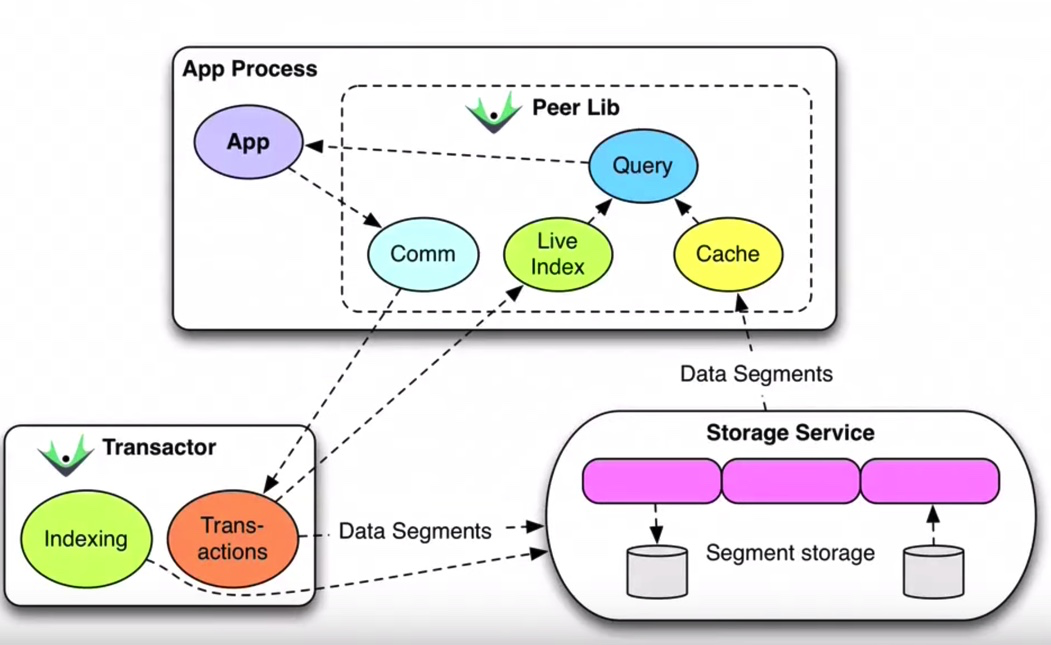 App Process
Peer Lib
App
Query
Comm
Live
Index
Cache
Data Segments
Transactor
Storage Service
Indexing
Trans-
actions
Data Segments
Segment storage